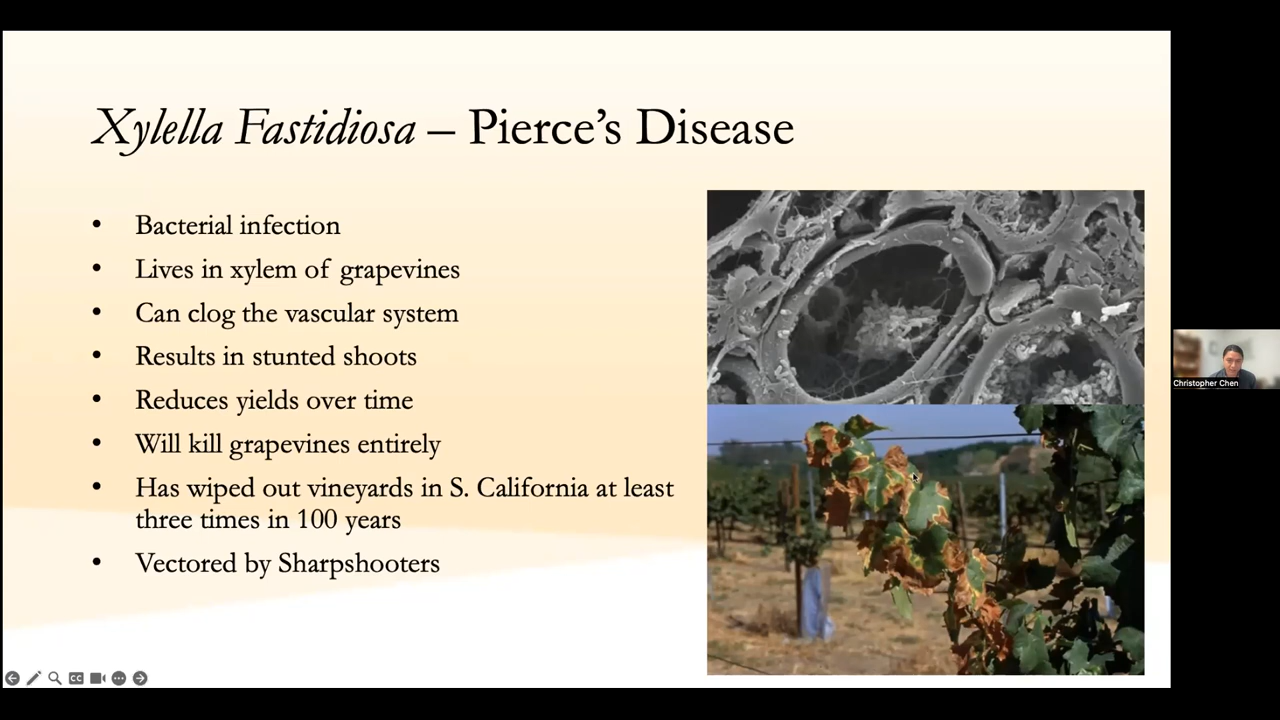 Xylella Fastidiosa – Pierce’s Disease
• Bacterial infection
• Lives in xylem of grapevines
• Can clog the vascular system
• Results in stunted shoots
• Reduces yields over time
• Will kill grapevines entirely
• Has wiped out vineyards in S. California at least
three times in 100 years
• Vectored by Sharpshooters
Christopher Chen
CC